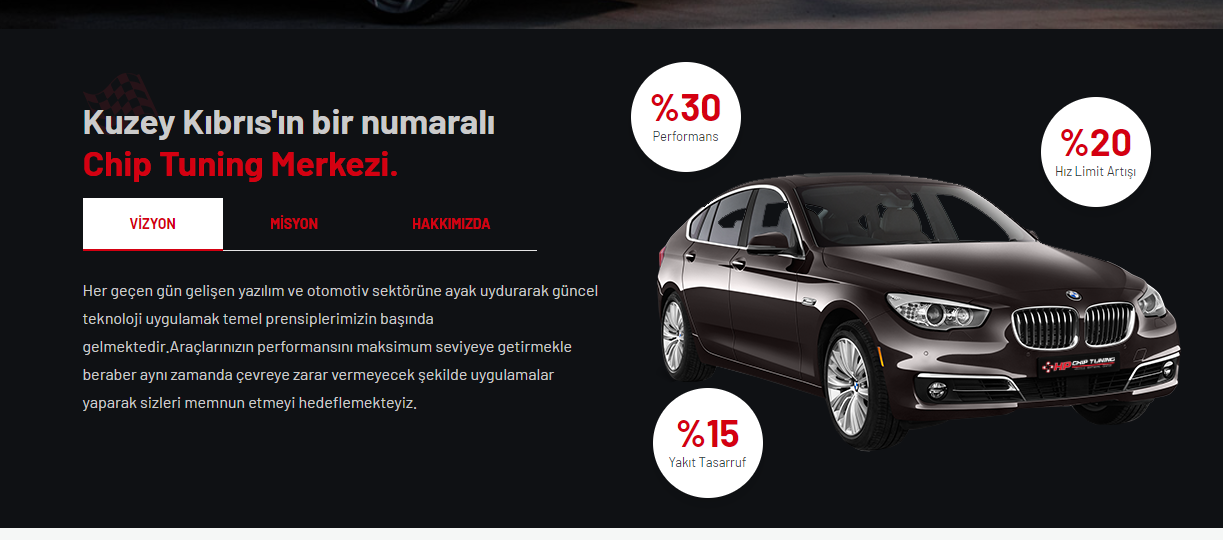 Kuzey Kıbrıs'ın bir numaralı
Chip Tuning Merkezi.
VİZYON
MİSYON
HAKKIMIZDA
Her geçen gün gelişen yazılım ve otomotiv sektörüne ayak uydurarak güncel
teknoloji uygulamak temel prensiplerimizin başında
gelmektedir.Araçlarınızın performansını maksimum seviyeye getirmekle
beraber aynı zamanda çevreye zarar vermeyecek şekilde uygulamalar
yaparak sizleri memnun etmeyi hedeflemekteyiz.
%30
Performans
%20
Hız Limit Artışı
%15
Yakıt Tasarruf
CHIP TUNING